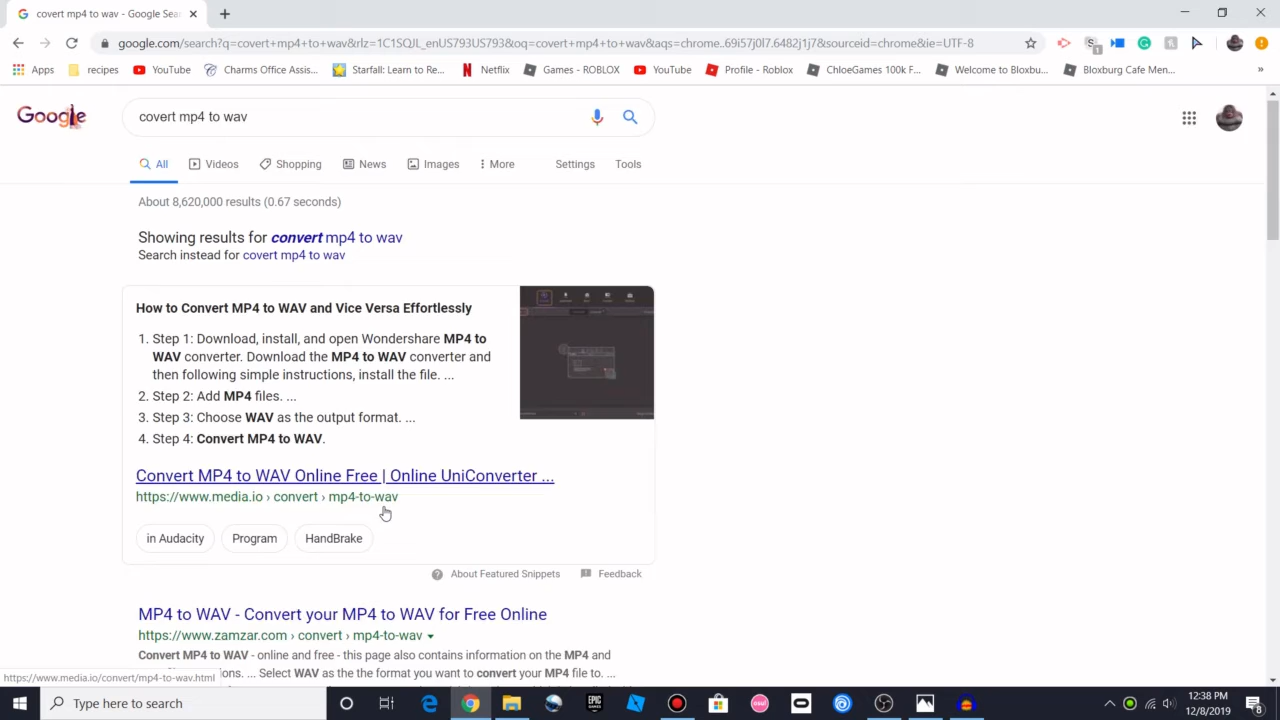 covert mp4 to wav - Google Sear
google.com/search?q=covert+mp4+to+wav&rlz=1C1SQJL_enUS793US793&oq=covert+mp4+to+wav&aqs=chrome..69i57j0l7.6482j1j7&sourceid=chrome&ie=UTF-8
1
Apps
recipes
YouTube
Charms Office Assis...
Starfall: Learn to Re...
Netflix
Games - ROBLOX
YouTube
Profile - Roblox
ChloeGames 100k F...
Welcome to Bloxbu...
Bloxburg Cafe Men...
»
Google
covert mp4 to wav
All
Videos
Shopping
News
Images
More
Settings
Tools
About 8,620,000 results (0.67 seconds)
Showing results for convert mp4 to wav
Search instead for covert mp4 to wav
How to Convert MP4 to WAV and Vice Versa Effortlessly
1. Step 1: Download, install, and open Wondershare MP4 to
WAV converter. Download the MP4 to WAV converter and
then following simple instructions, install the file. ...
2. Step 2: Add MP4 files. ...
3. Step 3: Choose WAV as the output format. ...
4. Step 4: Convert MP4 to WAV.
Convert MP4 to WAV Online Free | Online UniConverter ...
https://www.media.io › convert › mp4-to-wav
in Audacity
Program
HandBrake
About Featured Snippets
Feedback
MP4 to WAV - Convert your MP4 to WAV for Free Online
https://www.zamzar.com › convert › mp4-to-wav
Convert MP4 to WAV - online and free - this page also contains information on the MP4 and
ons. ... Select WAV as the the format you want to convert your MP4 file to. ...
https://www.media.io/convert/mp4-to-wav.html
Type here to search
EPIC GAMES
osu!
12:38 PM
12/8/2019
8